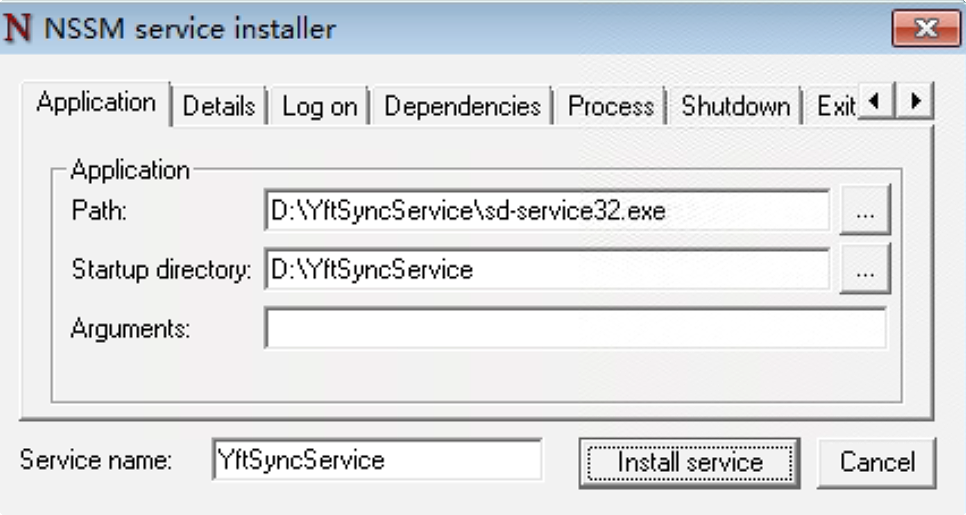 N NSSM service installer
Application Details Log on Dependencies Process Shutdown Exit
Application
Path: D:\YftSyncService\sd-service32.exe ...
Startup directory: D:\YftSyncService ...
Arguments:
Service name: YftSyncService Install service Cancel